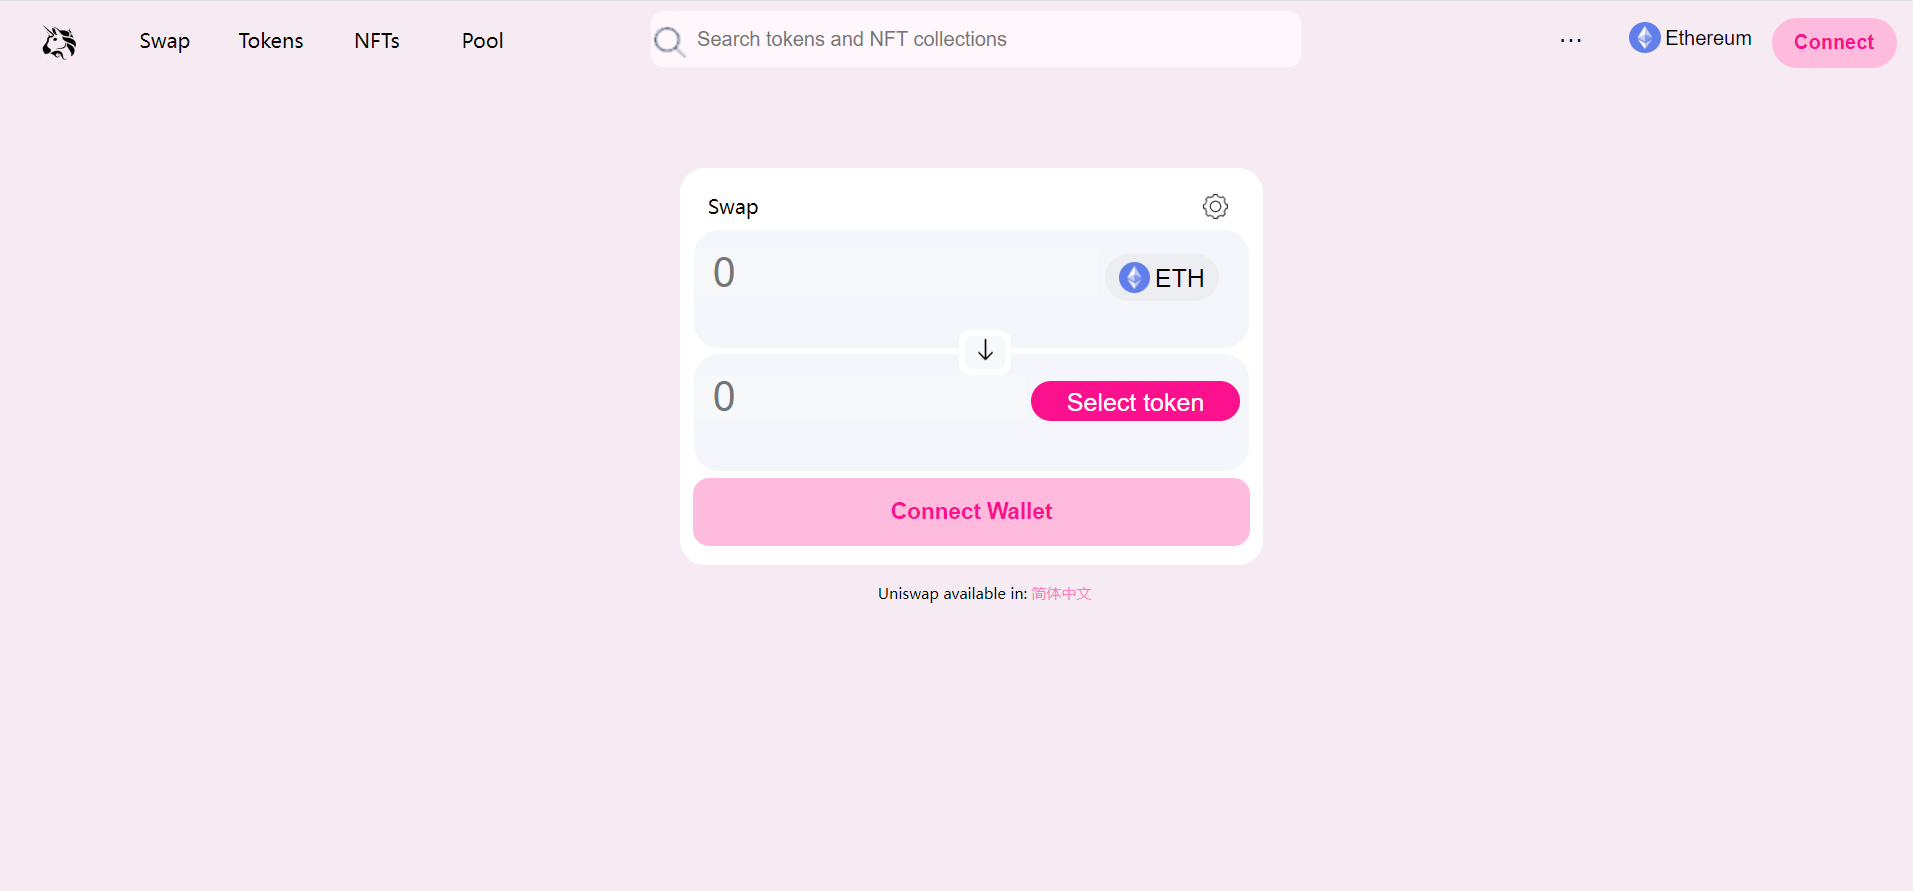 Swap Tokens NFTs Pool Search tokens and NFT collections ... Ethereum Connect
Swap
0 ETH
0 Select token
Connect Wallet
Uniswap available in: 简体中文